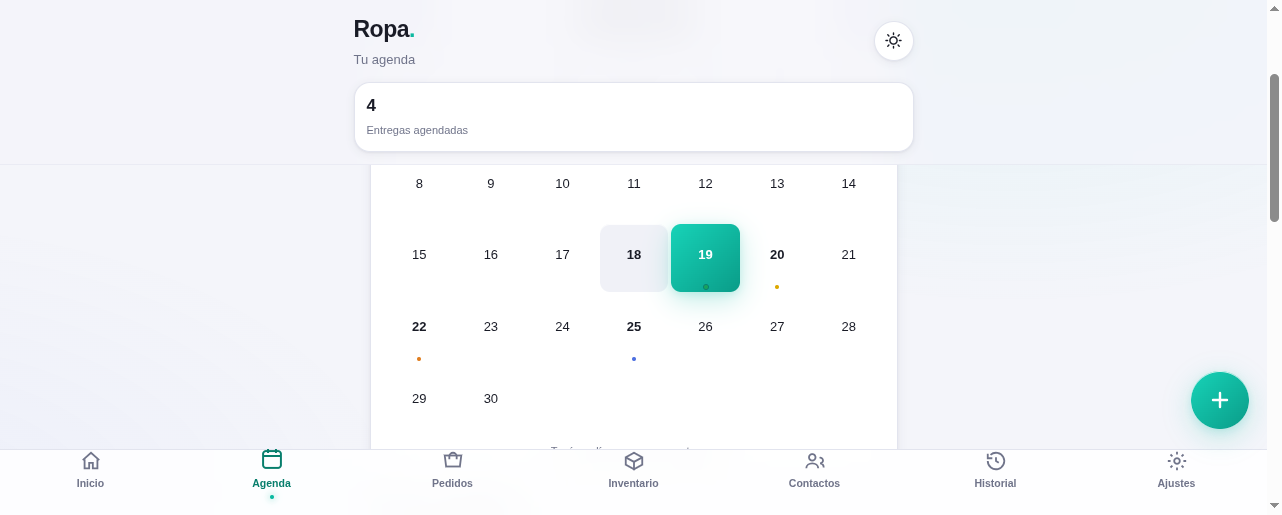 Ropa.
Tu agenda
4
Entregas agendadas
8 9 10 11 12 13 14
15 16 17 18 19 20 21
22 23 24 25 26 27 28
29 30
Inicio Agenda Pedidos Inventario Contactos Historial Ajustes